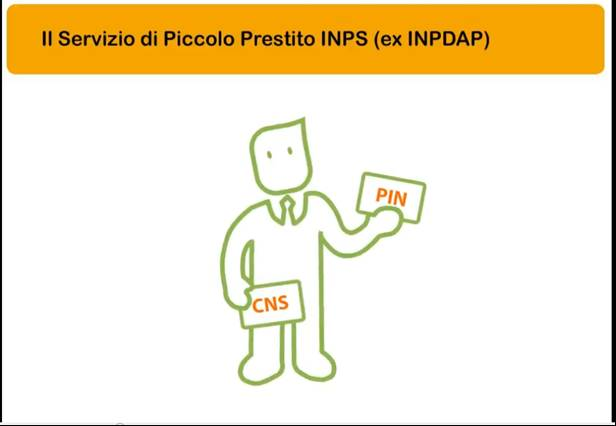 Il Servizio di Piccolo Prestito INPS (ex INPDAP)
PIN
CNS